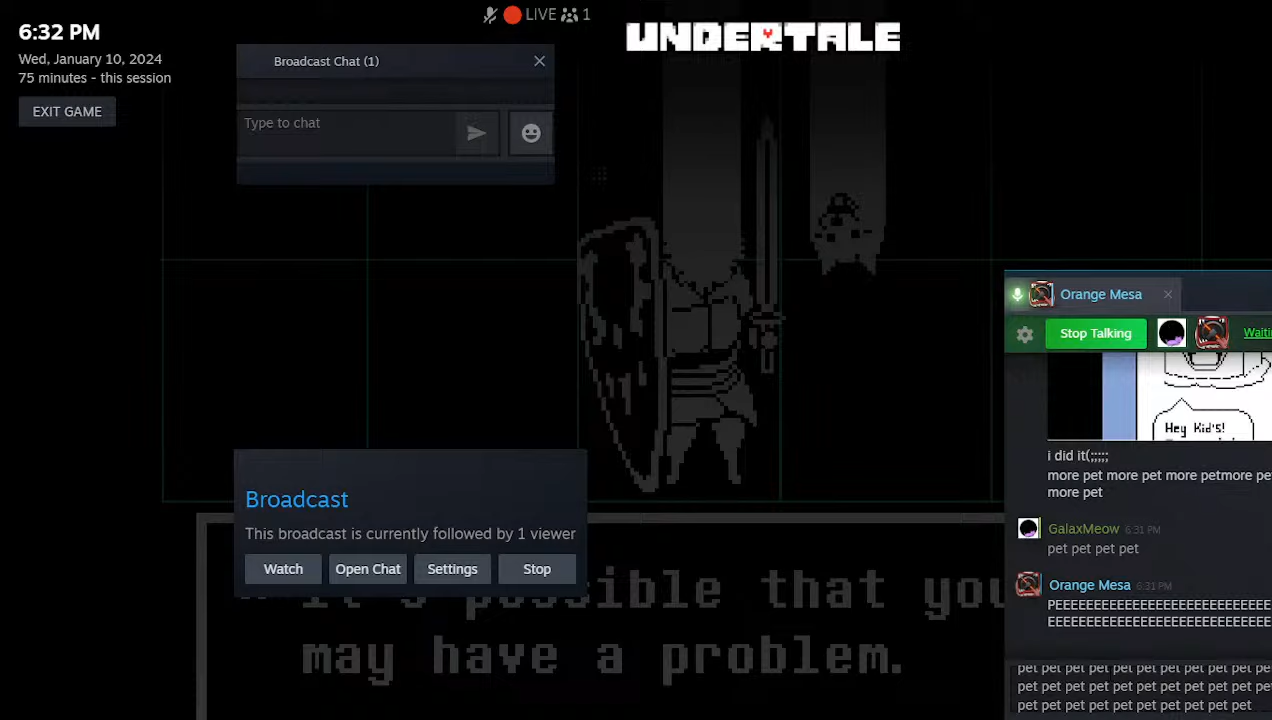 6:32 PM
Wed, January 10, 2024
75 minutes - this session
EXIT GAME
LIVE 1
UNDERTALE
Broadcast Chat (1)
Type to chat
Orange Mesa
Stop Talking
Waiti
Hey Kid's!
i did it(;;;;;
more pet more pet more petmore pe
more pet
GalaxMeow 6:31 PM
pet pet pet pet
Orange Mesa 6:31 PM
PEEEEEEEEEEEEEEEEEEEEEEEEEE
EEEEEEEEEEEEEEEEEEEEEEEEEEE
pet pet pet pet pet pet pet pet pet pet
pet pet pet pet pet pet pet pet pet pet
pet pet pet pet pet pet pet pet pet
Broadcast
This broadcast is currently followed by 1 viewer
Watch
Open Chat
Settings
Stop
* It's possible that you
may have a problem.